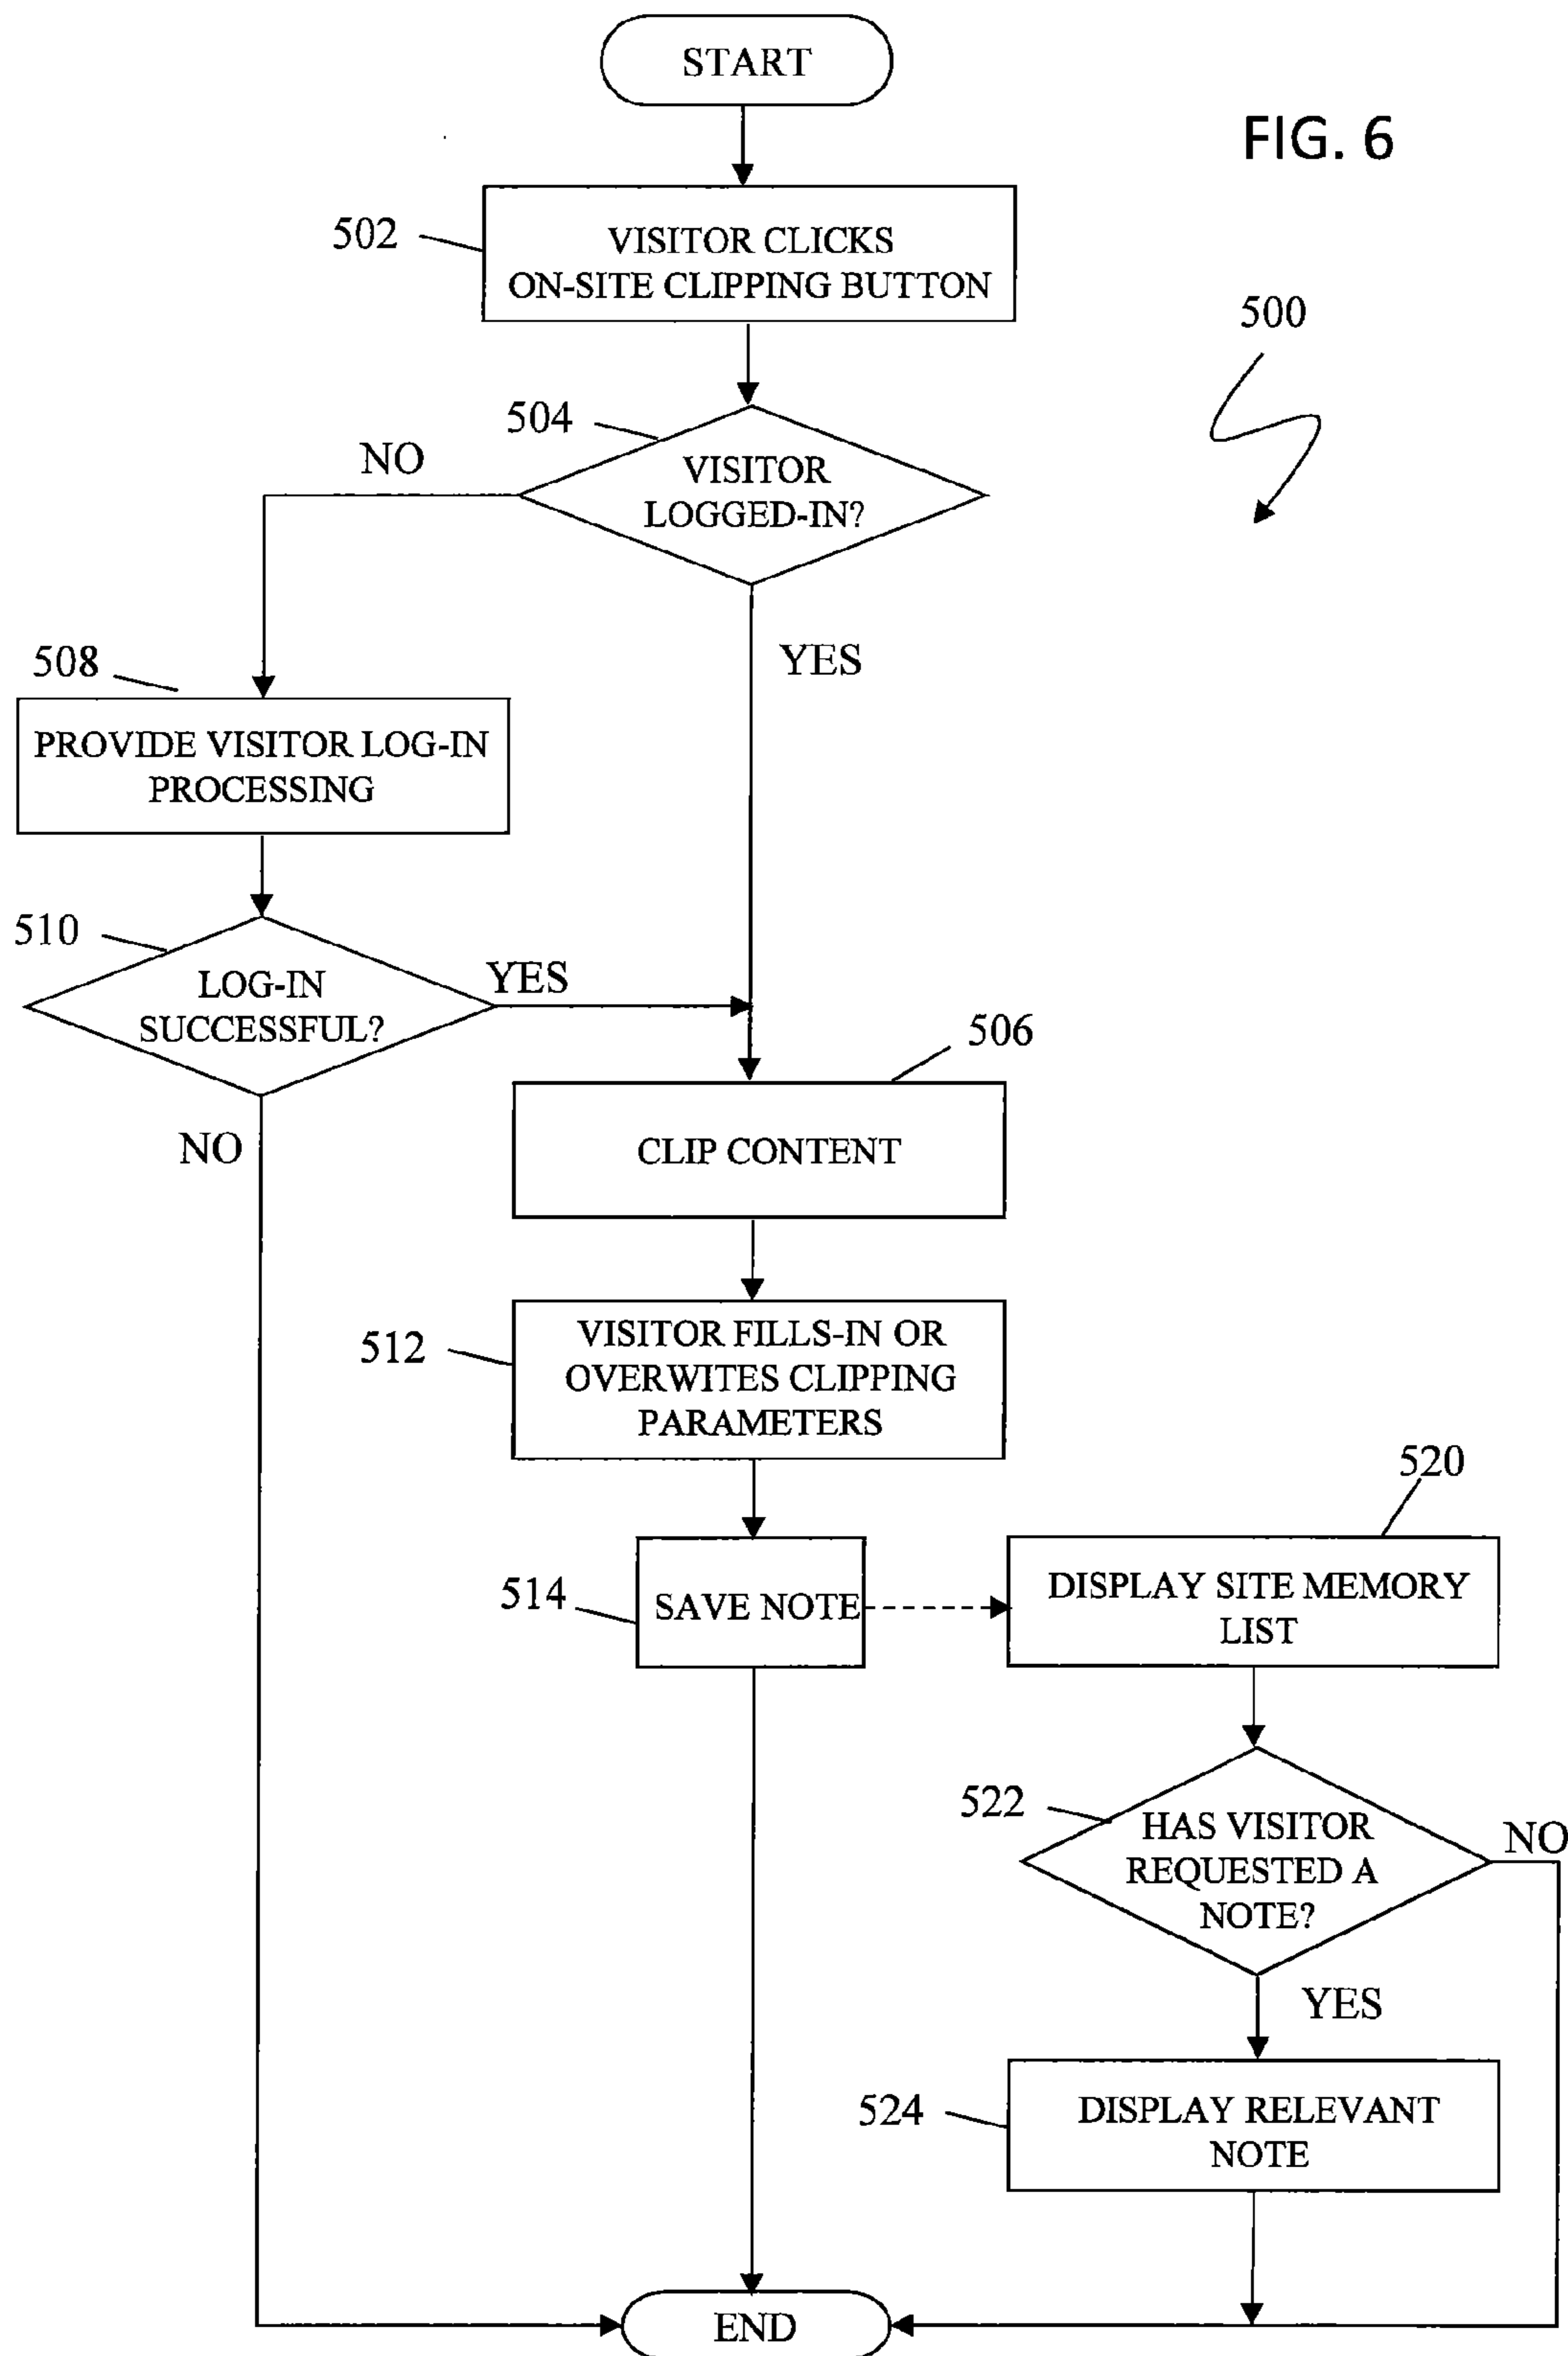 START
FIG. 6
502
VISITOR CLICKS
ON-SITE CLIPPING BUTTON
500
504
NO
VISITOR
LOGGED-IN?
YES
508
PROVIDE VISITOR LOG-IN
PROCESSING
510
LOG-IN
SUCCESSFUL?
YES
NO
506
CLIP CONTENT
512
VISITOR FILLS-IN OR
OVERWITES CLIPPING
PARAMETERS
514
SAVE NOTE
520
DISPLAY SITE MEMORY
LIST
522
HAS VISITOR
REQUESTED A
NOTE?
NO
YES
524
DISPLAY RELEVANT
NOTE
END